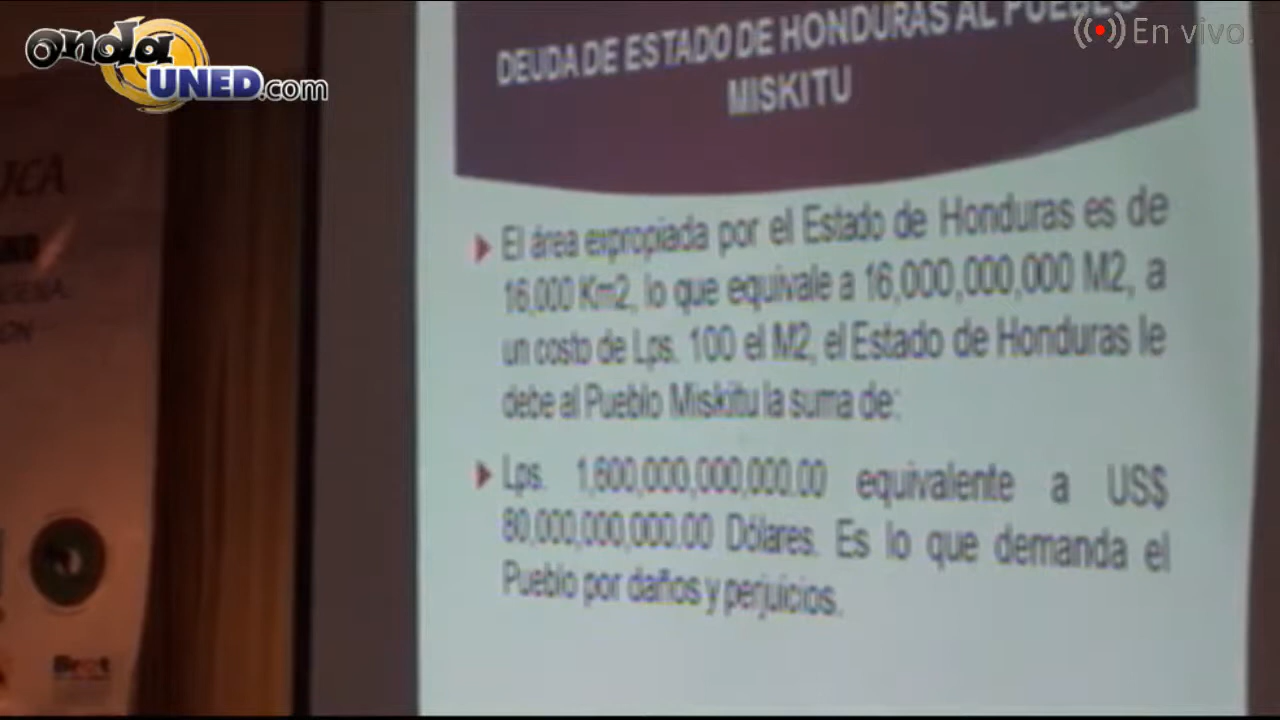 onda
UNED.com
En vivo
DEUDA DE ESTADO DE HONDURAS AL PUEBLO
MISKITU
El área expropiada por el Estado de Honduras es de
16,000 Km2, lo que equivale a 16,000,000,000 M2, a
un costo de Lps. 100 el M2, el Estado de Honduras le
debe al Pueblo Miskitu la suma de:
Lps. 1,600,000,000,000.00 equivalente a US$
80,000,000,000.00 Dólares. Es lo que demanda el
Pueblo por daños y perjuicios.